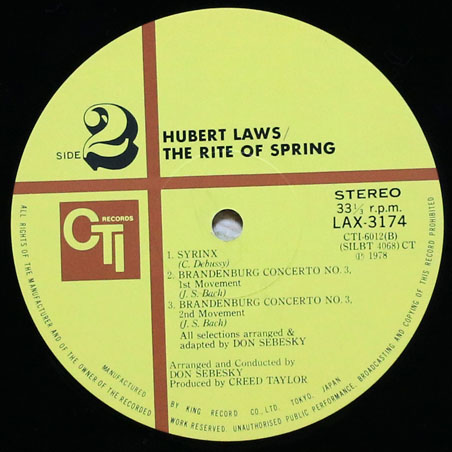 SIDE 2
HUBERT LAWS/
THE RITE OF SPRING
STEREO
33⅓ r.p.m.
LAX-3174
CTI-6012(B)
(SILBT 4068) CT
Ⓟ 1978
CTI RECORDS
1. SYRINX
(C. Debussy)
2. BRANDENBURG CONCERTO NO. 3,
1st Movement
(J. S. Bach)
3. BRANDENBURG CONCERTO NO. 3,
2nd Movement
(J. S. Bach)
All selections arranged &
adapted by DON SEBESKY
Arranged and Conducted by
DON SEBESKY
Produced by CREED TAYLOR
MANUFACTURED BY KING RECORD CO., LTD. TOKYO, JAPAN
ALL RIGHTS OF THE MANUFACTURER AND OF THE OWNER OF THE RECORDED WORK RESERVED. UNAUTHORISED PUBLIC PERFORMANCE, BROADCASTING AND COPYING OF THIS RECORD PROHIBITED